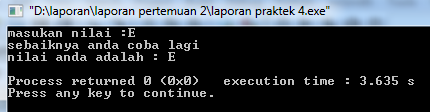 "D:\laporan\laporan pertemuan 2\laporan praktek 4.exe"
masukan nilai :E
sebaiknya anda coba lagi
nilai anda adalah : E
Process returned 0 (0x0)   execution time : 3.635 s
Press any key to continue.